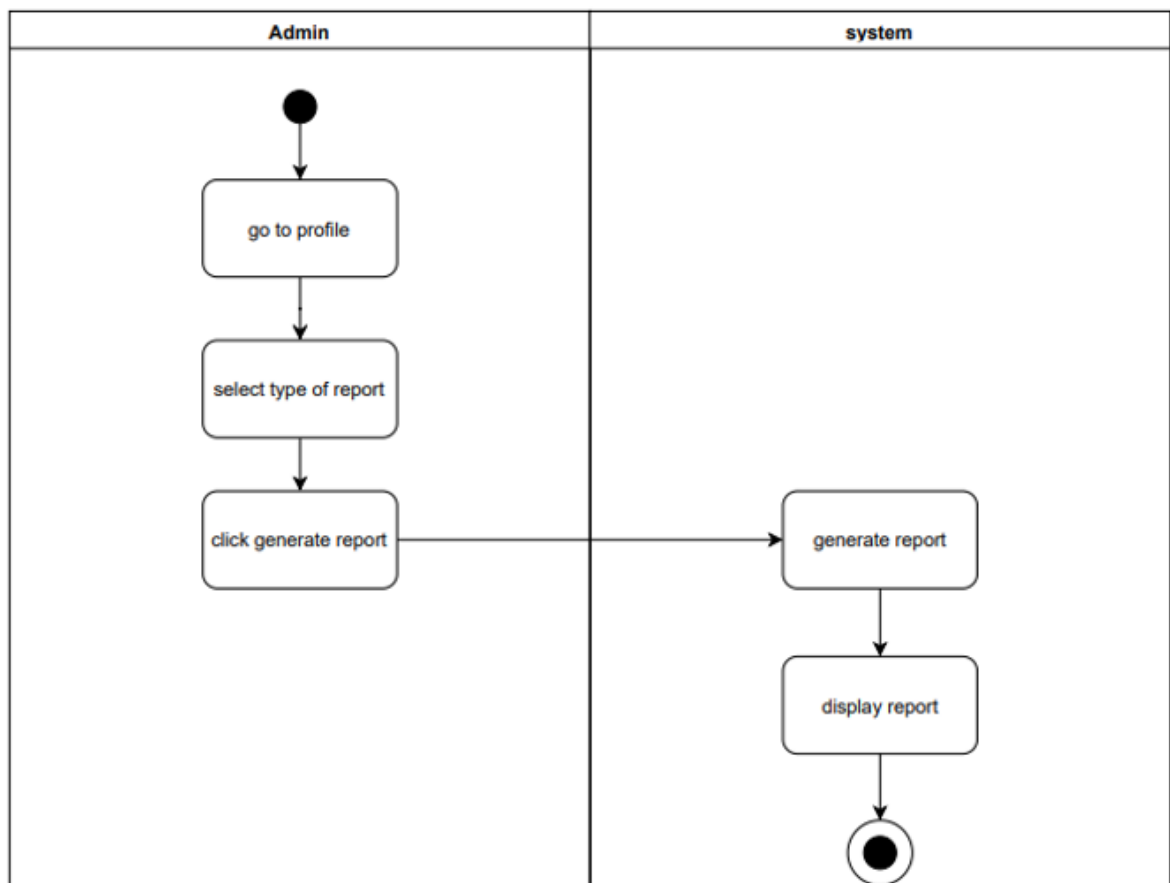 Admin
system
go to profile
select type of report
click generate report
generate report
display report